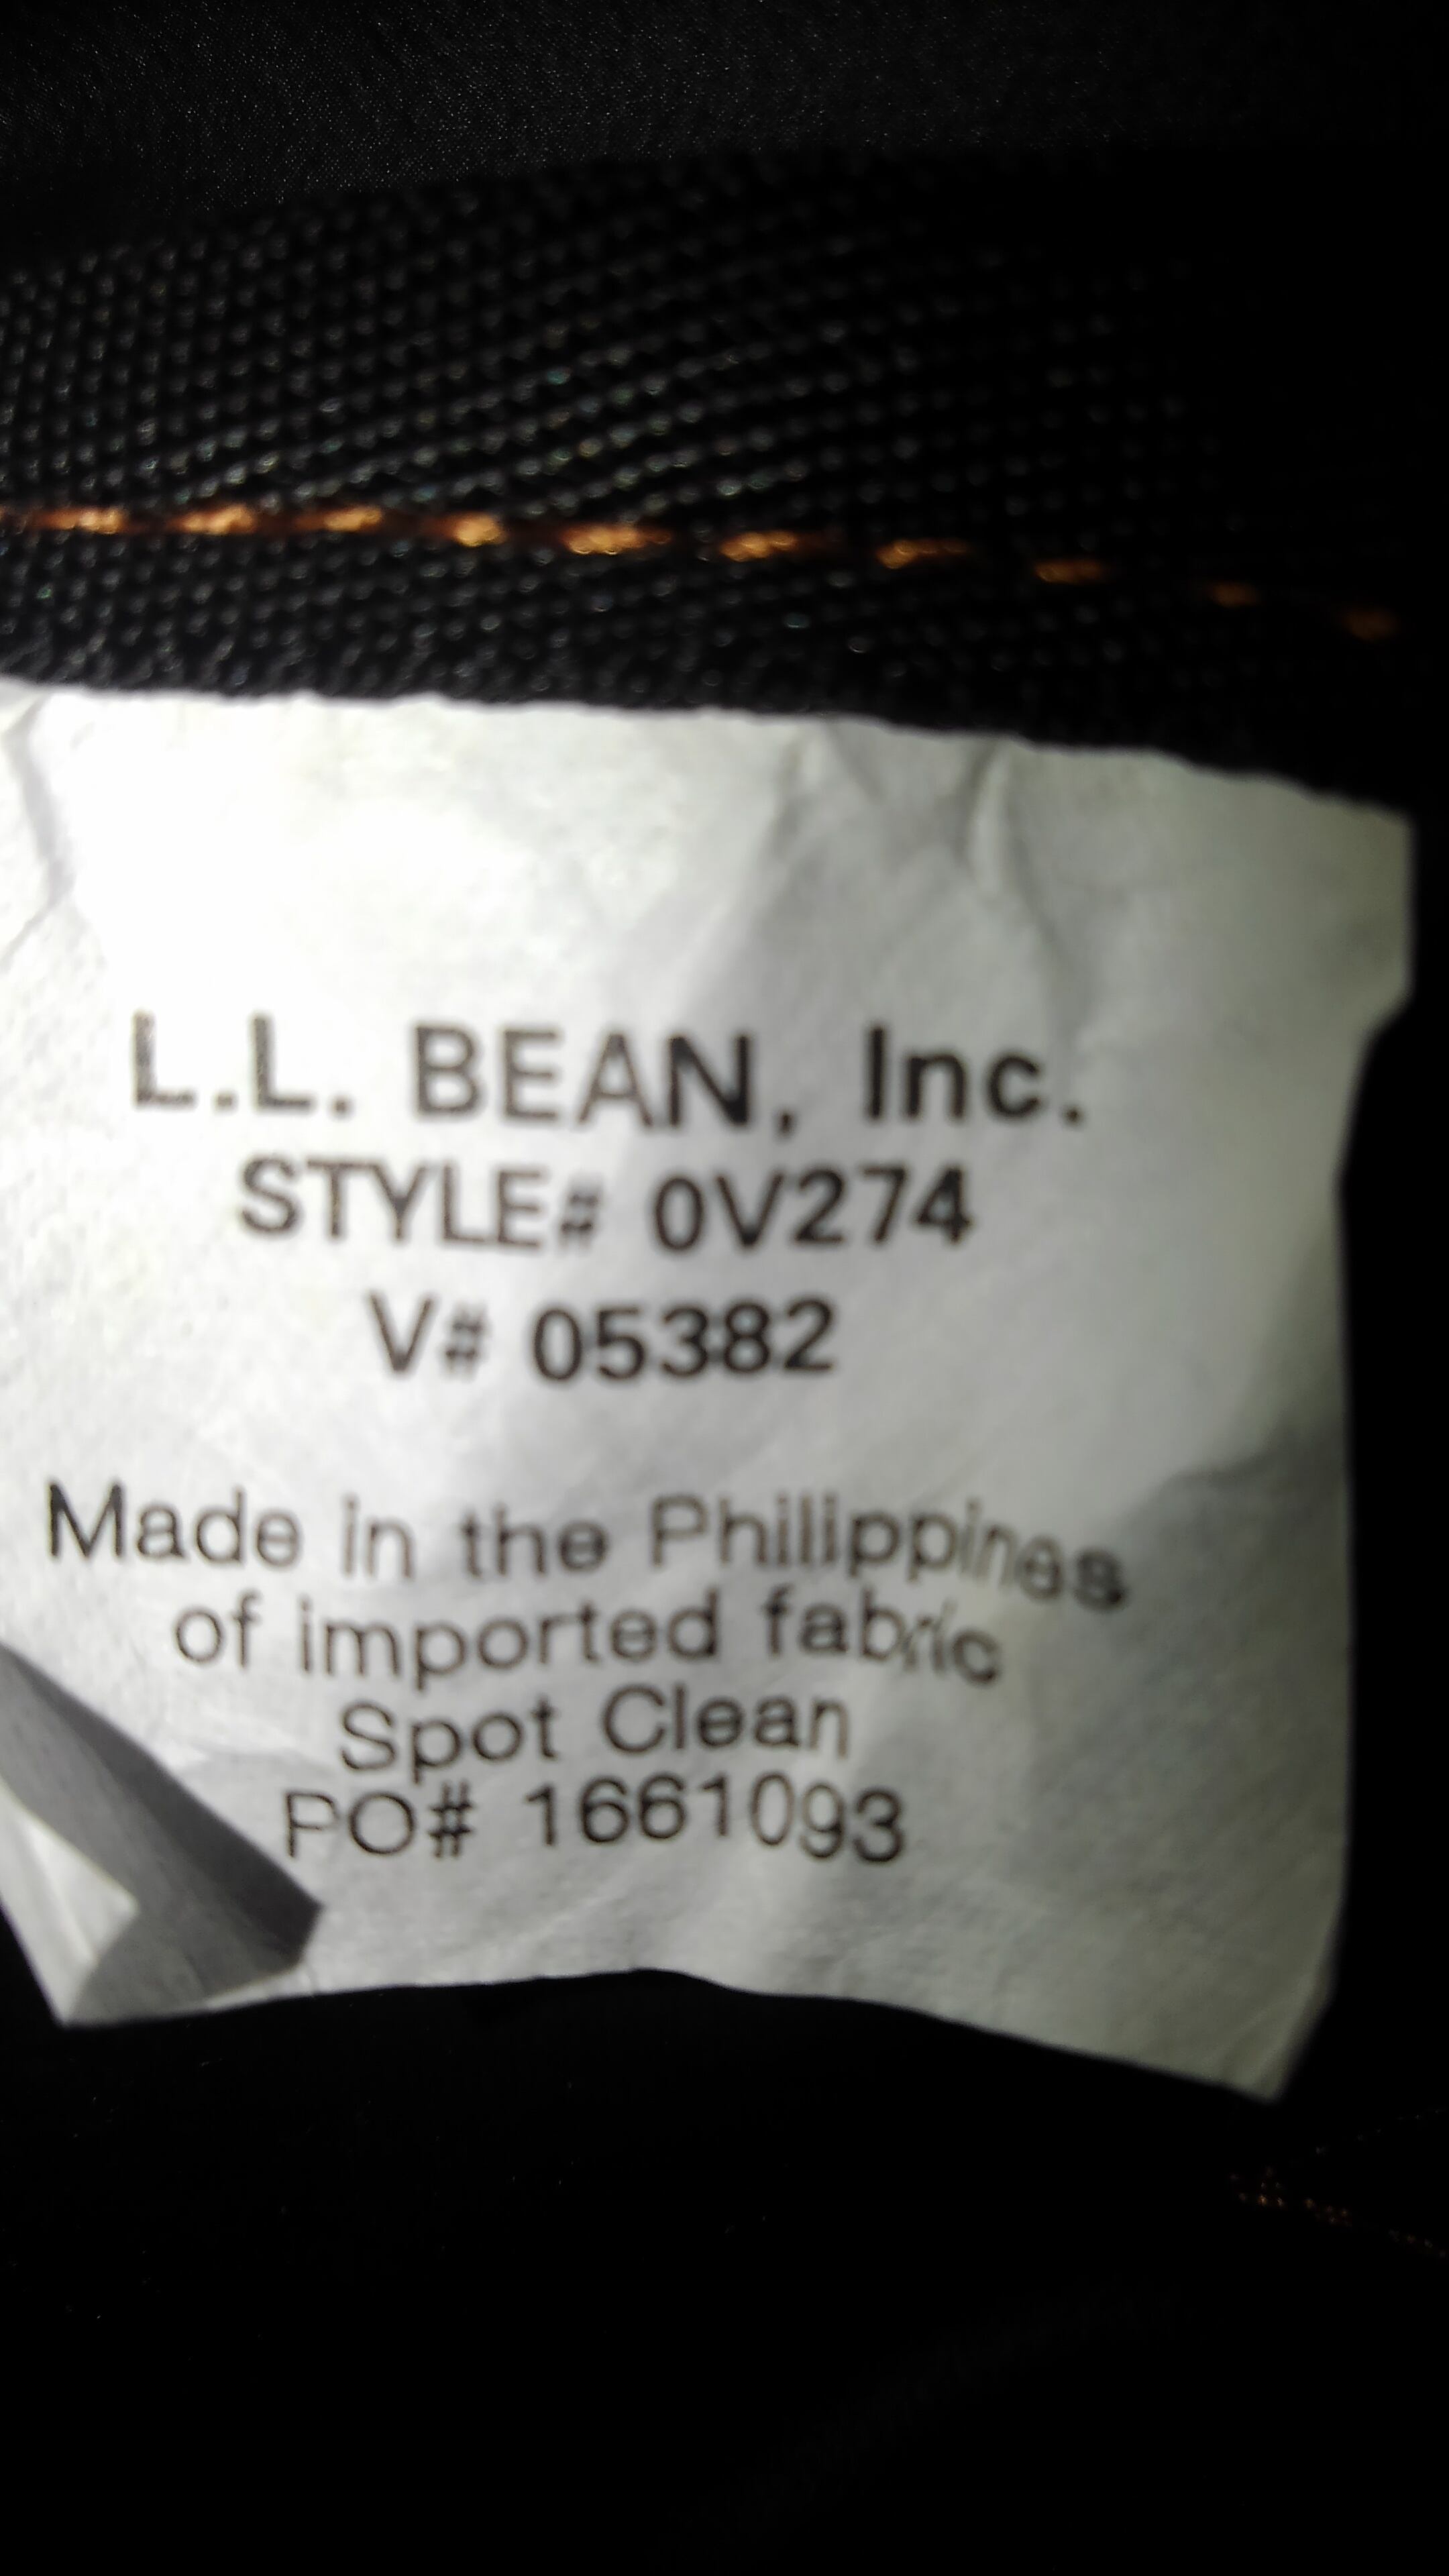 L.L. BEAN, Inc.
STYLE# 0V274
V# 05382
Made in the Philippines
of imported fabric
Spot Clean
PO# 1661093